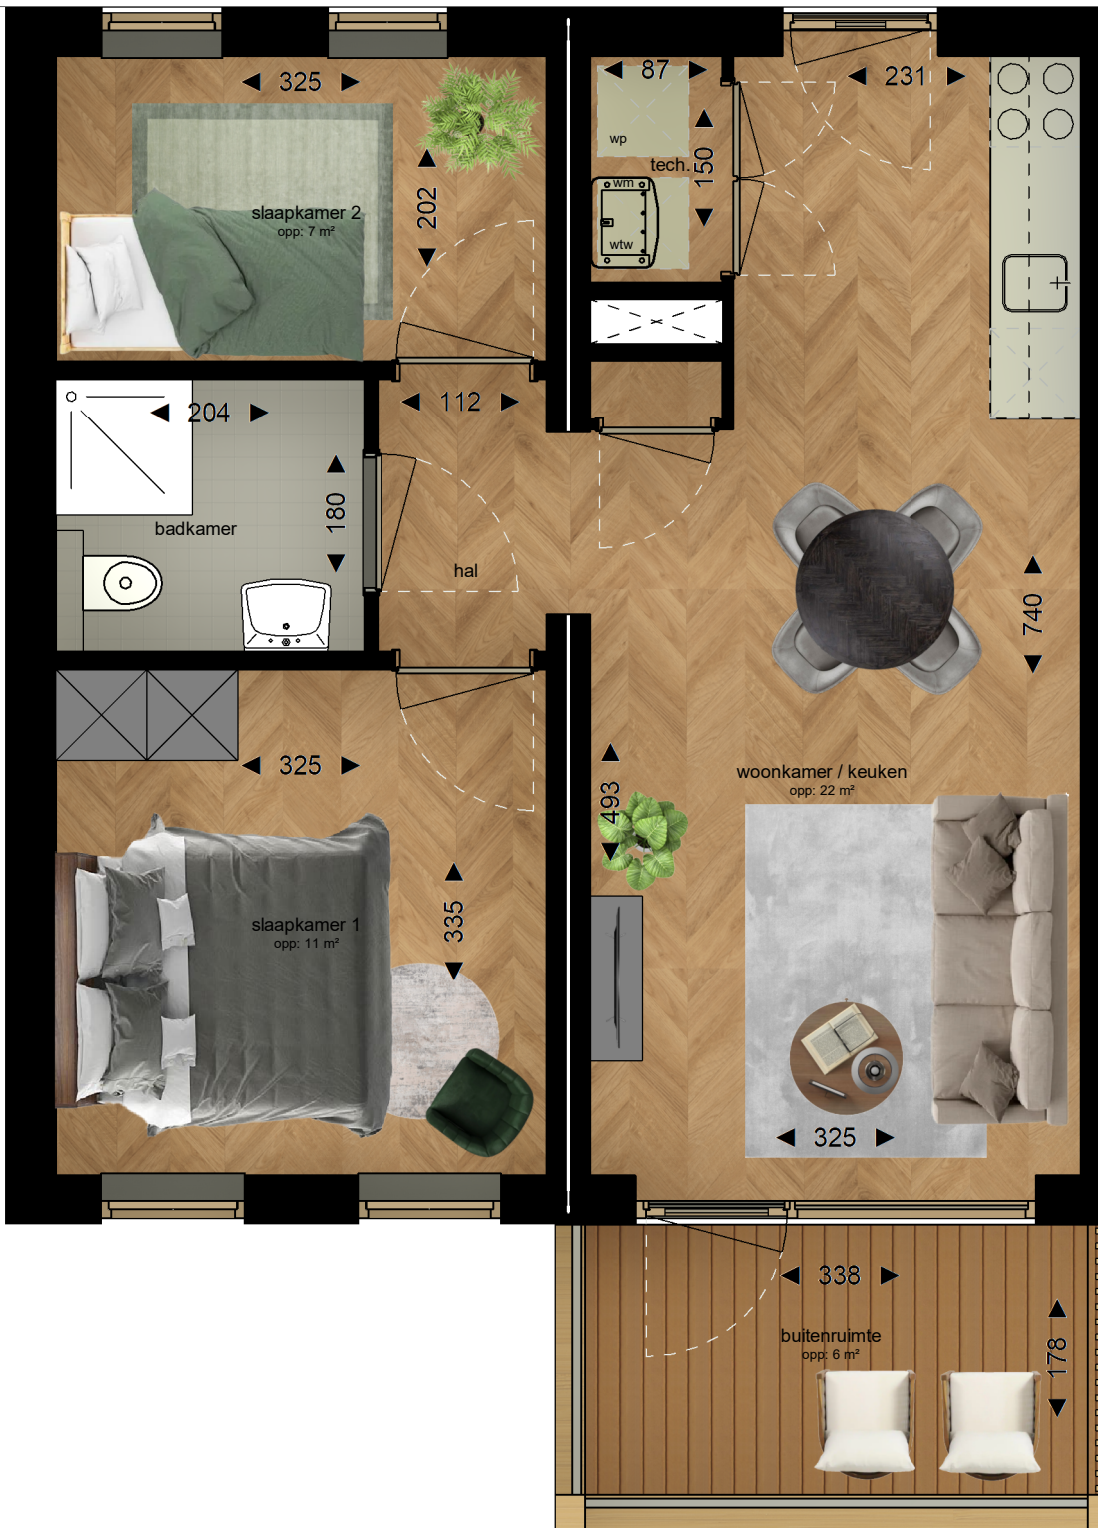 325
87
231
wp
tech.
150
wm
wtw
202
slaapkamer 2
opp: 7 m²
204
112
180
badkamer
hal
740
325
woonkamer / keuken
opp: 22 m²
493
335
slaapkamer 1
opp: 11 m²
325
338
buitenruimte
opp: 6 m²
178